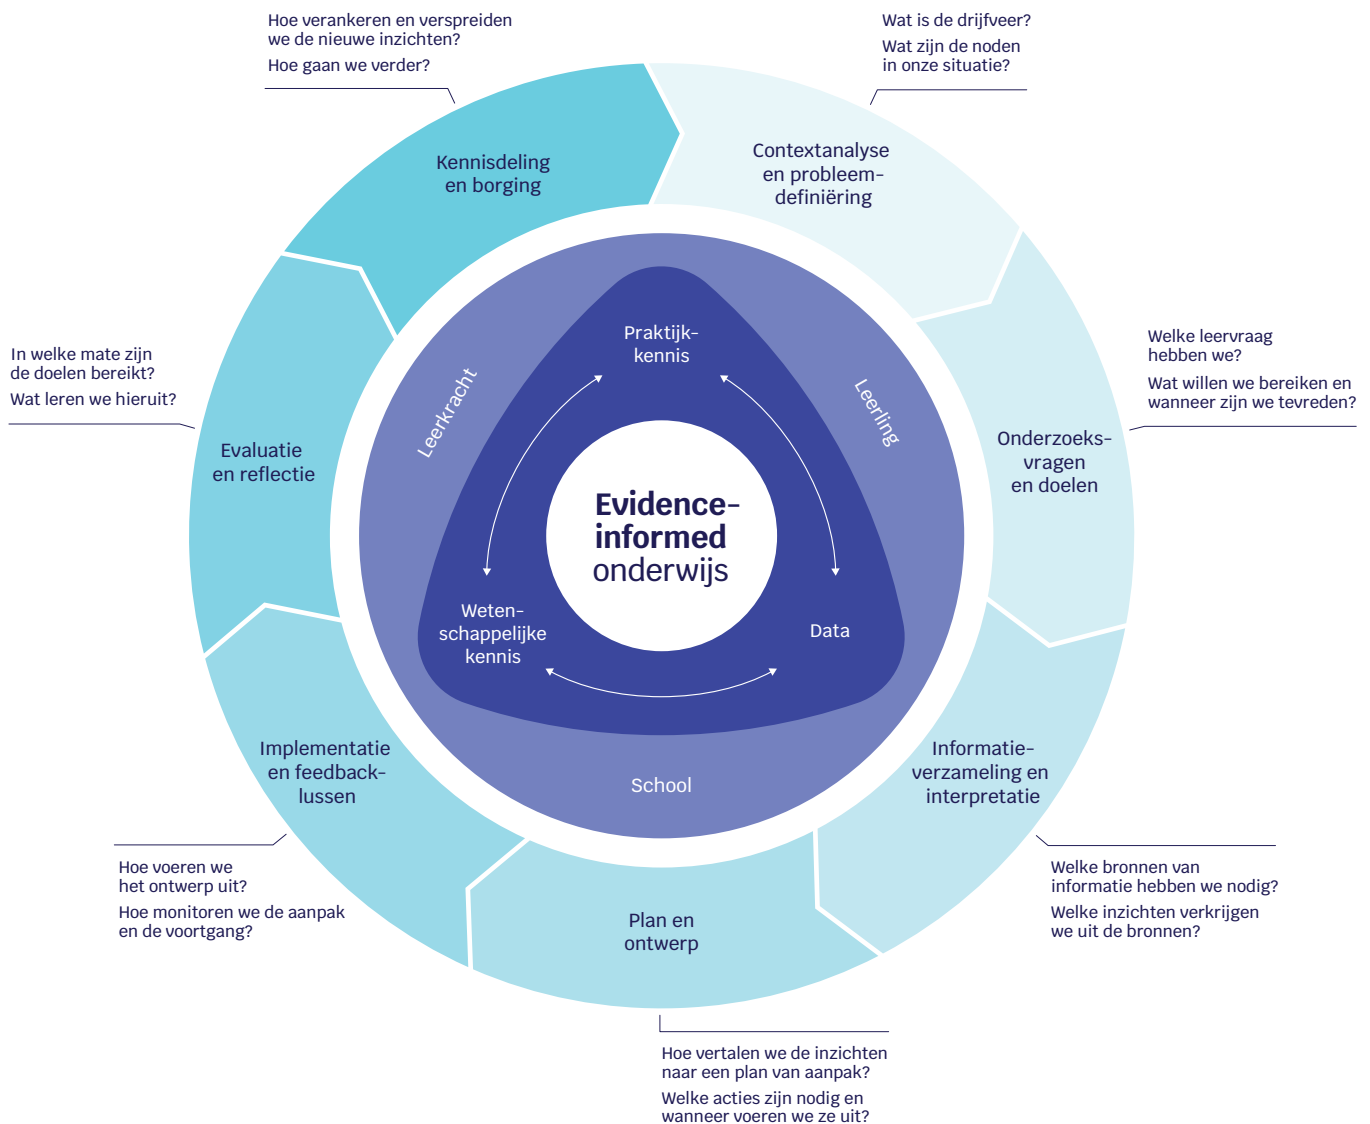 Hoe verankeren en verspreiden
we de nieuwe inzichten?
Hoe gaan we verder?
Wat is de drijfveer?
Wat zijn de noden
in onze situatie?
Kennisdeling
en borging
Contextanalyse
en probleem-
definiëring
Welke leervraag
hebben we?
Wat willen we bereiken en
wanneer zijn we tevreden?
In welke mate zijn
de doelen bereikt?
Wat leren we hieruit?
Evaluatie
en reflectie
Onderzoeks-
vragen
en doelen
Leerkracht
Praktijk-
kennis
Leerling
Evidence-
informed
onderwijs
Weten-
schappelijke
kennis
Data
School
Implementatie
en feedback-
lussen
Informatie-
verzameling en
interpretatie
Hoe voeren we
het ontwerp uit?
Hoe monitoren we de aanpak
en de voortgang?
Plan en
ontwerp
Welke bronnen van
informatie hebben we nodig?
Welke inzichten verkrijgen
we uit de bronnen?
Hoe vertalen we de inzichten
naar een plan van aanpak?
Welke acties zijn nodig en
wanneer voeren we ze uit?